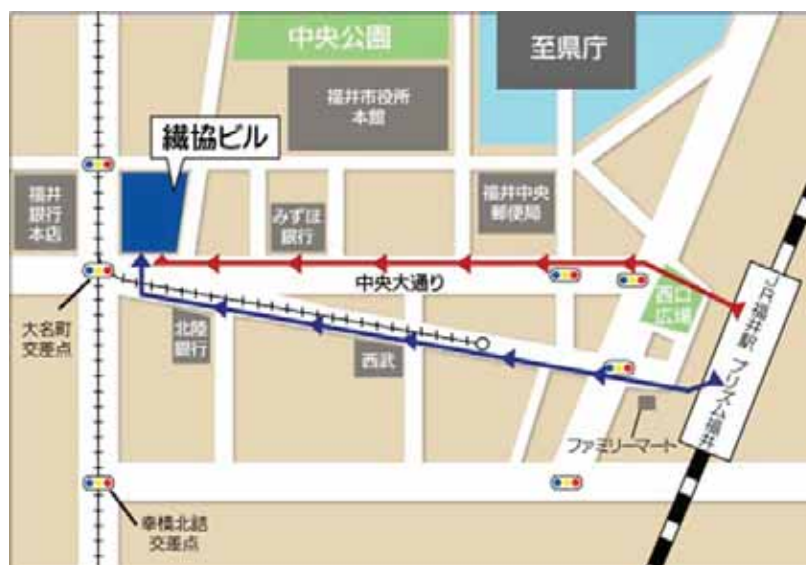 中央公園
至県庁
福井市役所
本館
繊協ビル
福井
銀行
本店
みずほ
銀行
福井中央
郵便局
中央大通り
西口
広場
JR福井駅 プリズム福井
大名町
交差点
北陸
銀行
西武
ファミリーマート
幸橋北詰
交差点